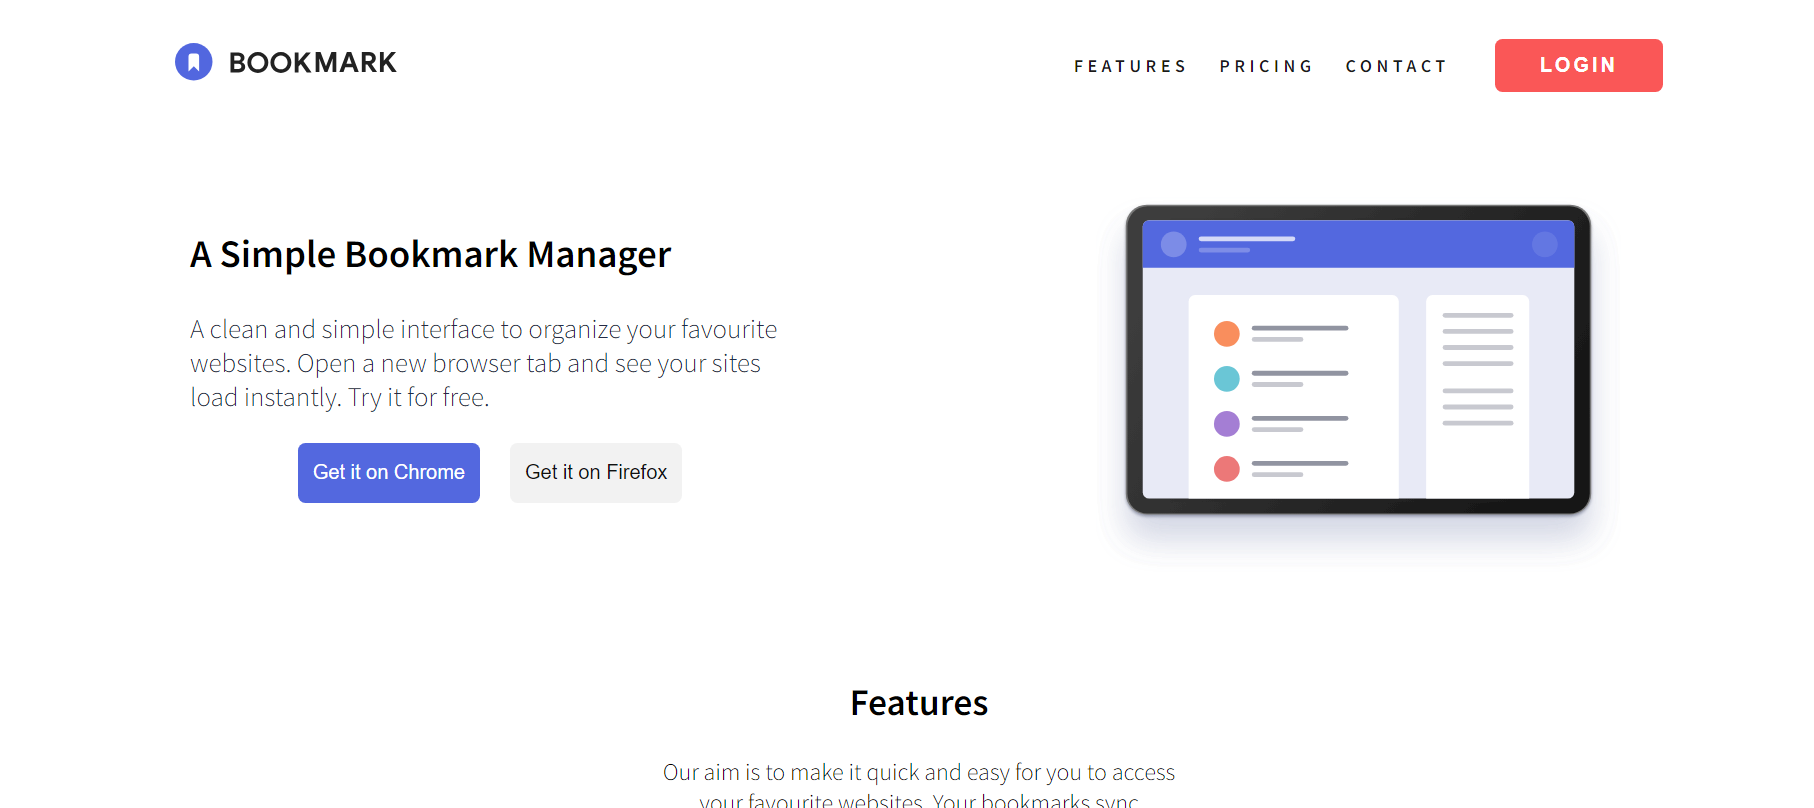 BOOKMARK
FEATURES PRICING CONTACT LOGIN
A Simple Bookmark Manager
A clean and simple interface to organize your favourite
websites. Open a new browser tab and see your sites
load instantly. Try it for free.
Get it on Chrome Get it on Firefox
Features
Our aim is to make it quick and easy for you to access
your favourite websites. Your bookmarks sync